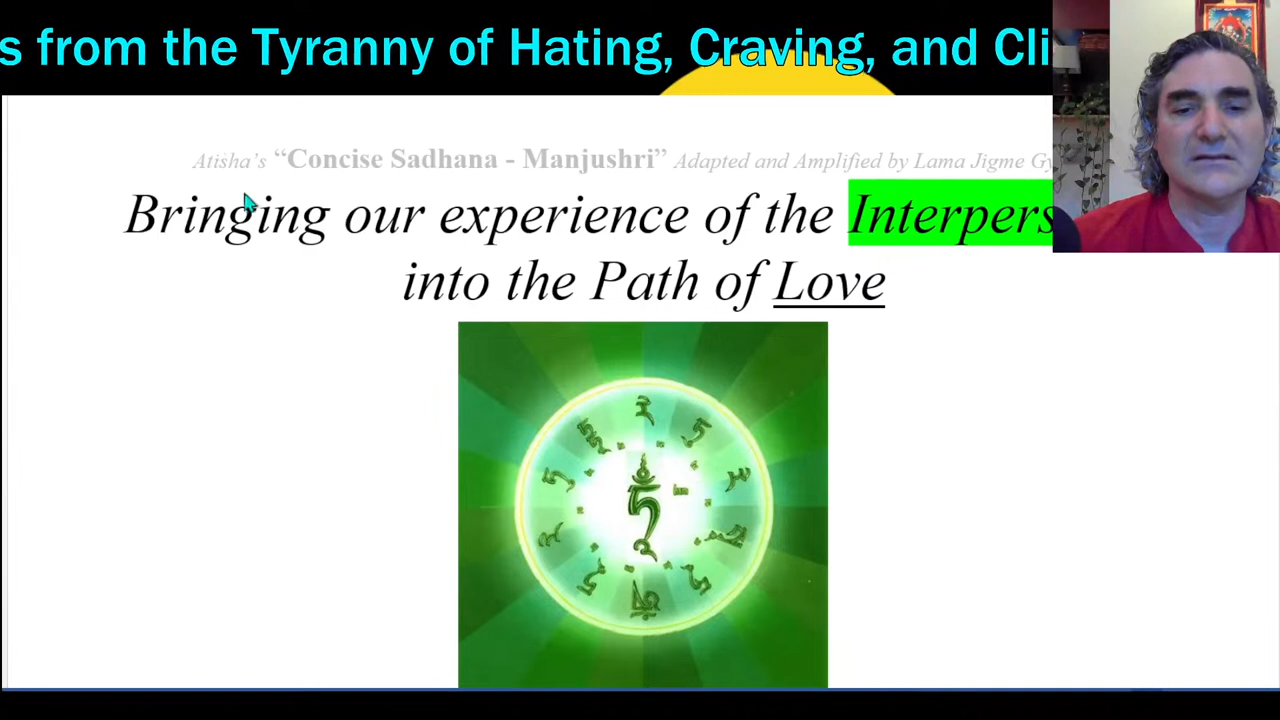 s from the Tyranny of Hating, Craving, and Cli
Atisha's “Concise Sadhana - Manjushri” Adapted and Amplified by Lama Jigme Gy
Bringing our experience of the Interpers
into the Path of Love